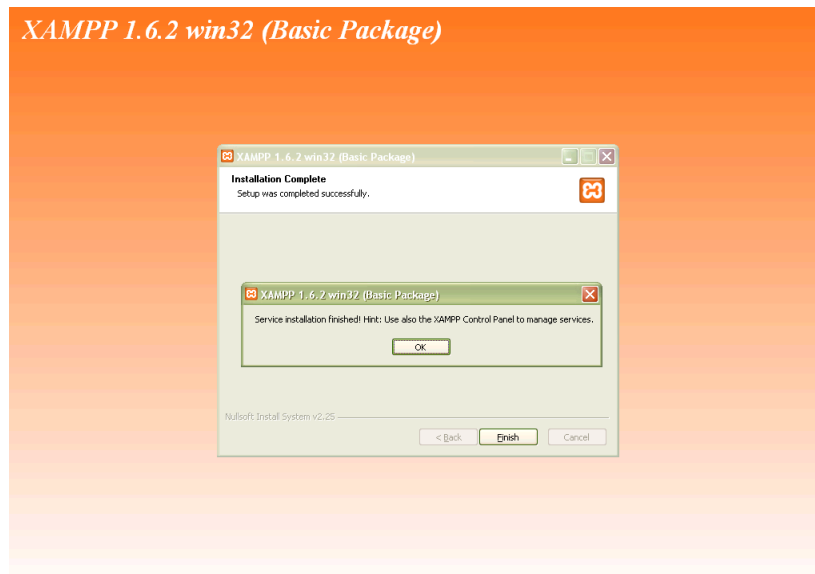 XAMPP 1.6.2 win32 (Basic Package)
XAMPP 1.6.2 win32 (Basic Package)
Installation Complete
Setup was completed successfully.
XAMPP 1.6.2 win32 (Basic Package)
Service installation finished! Hint: Use also the XAMPP Control Panel to manage services.
OK
Nullsoft Install System v2.25
< Back Finish Cancel